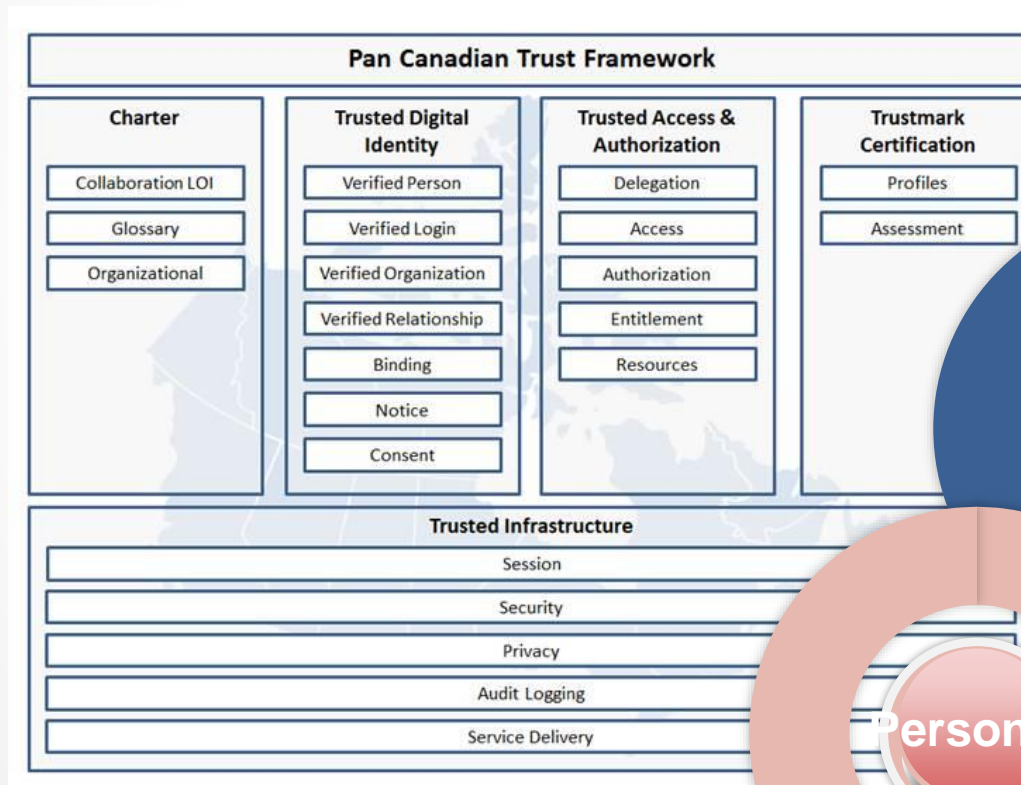 Pan Canadian Trust Framework
Charter
Collaboration LOI
Glossary
Organizational
Trusted Digital
Identity
Verified Person
Verified Login
Verified Organization
Verified Relationship
Binding
Notice
Consent
Trusted Access &
Authorization
Delegation
Access
Authorization
Entitlement
Resources
Trustmark
Certification
Profiles
Assessment
Trusted Infrastructure
Session
Security
Privacy
Audit Logging
Service Delivery
Person